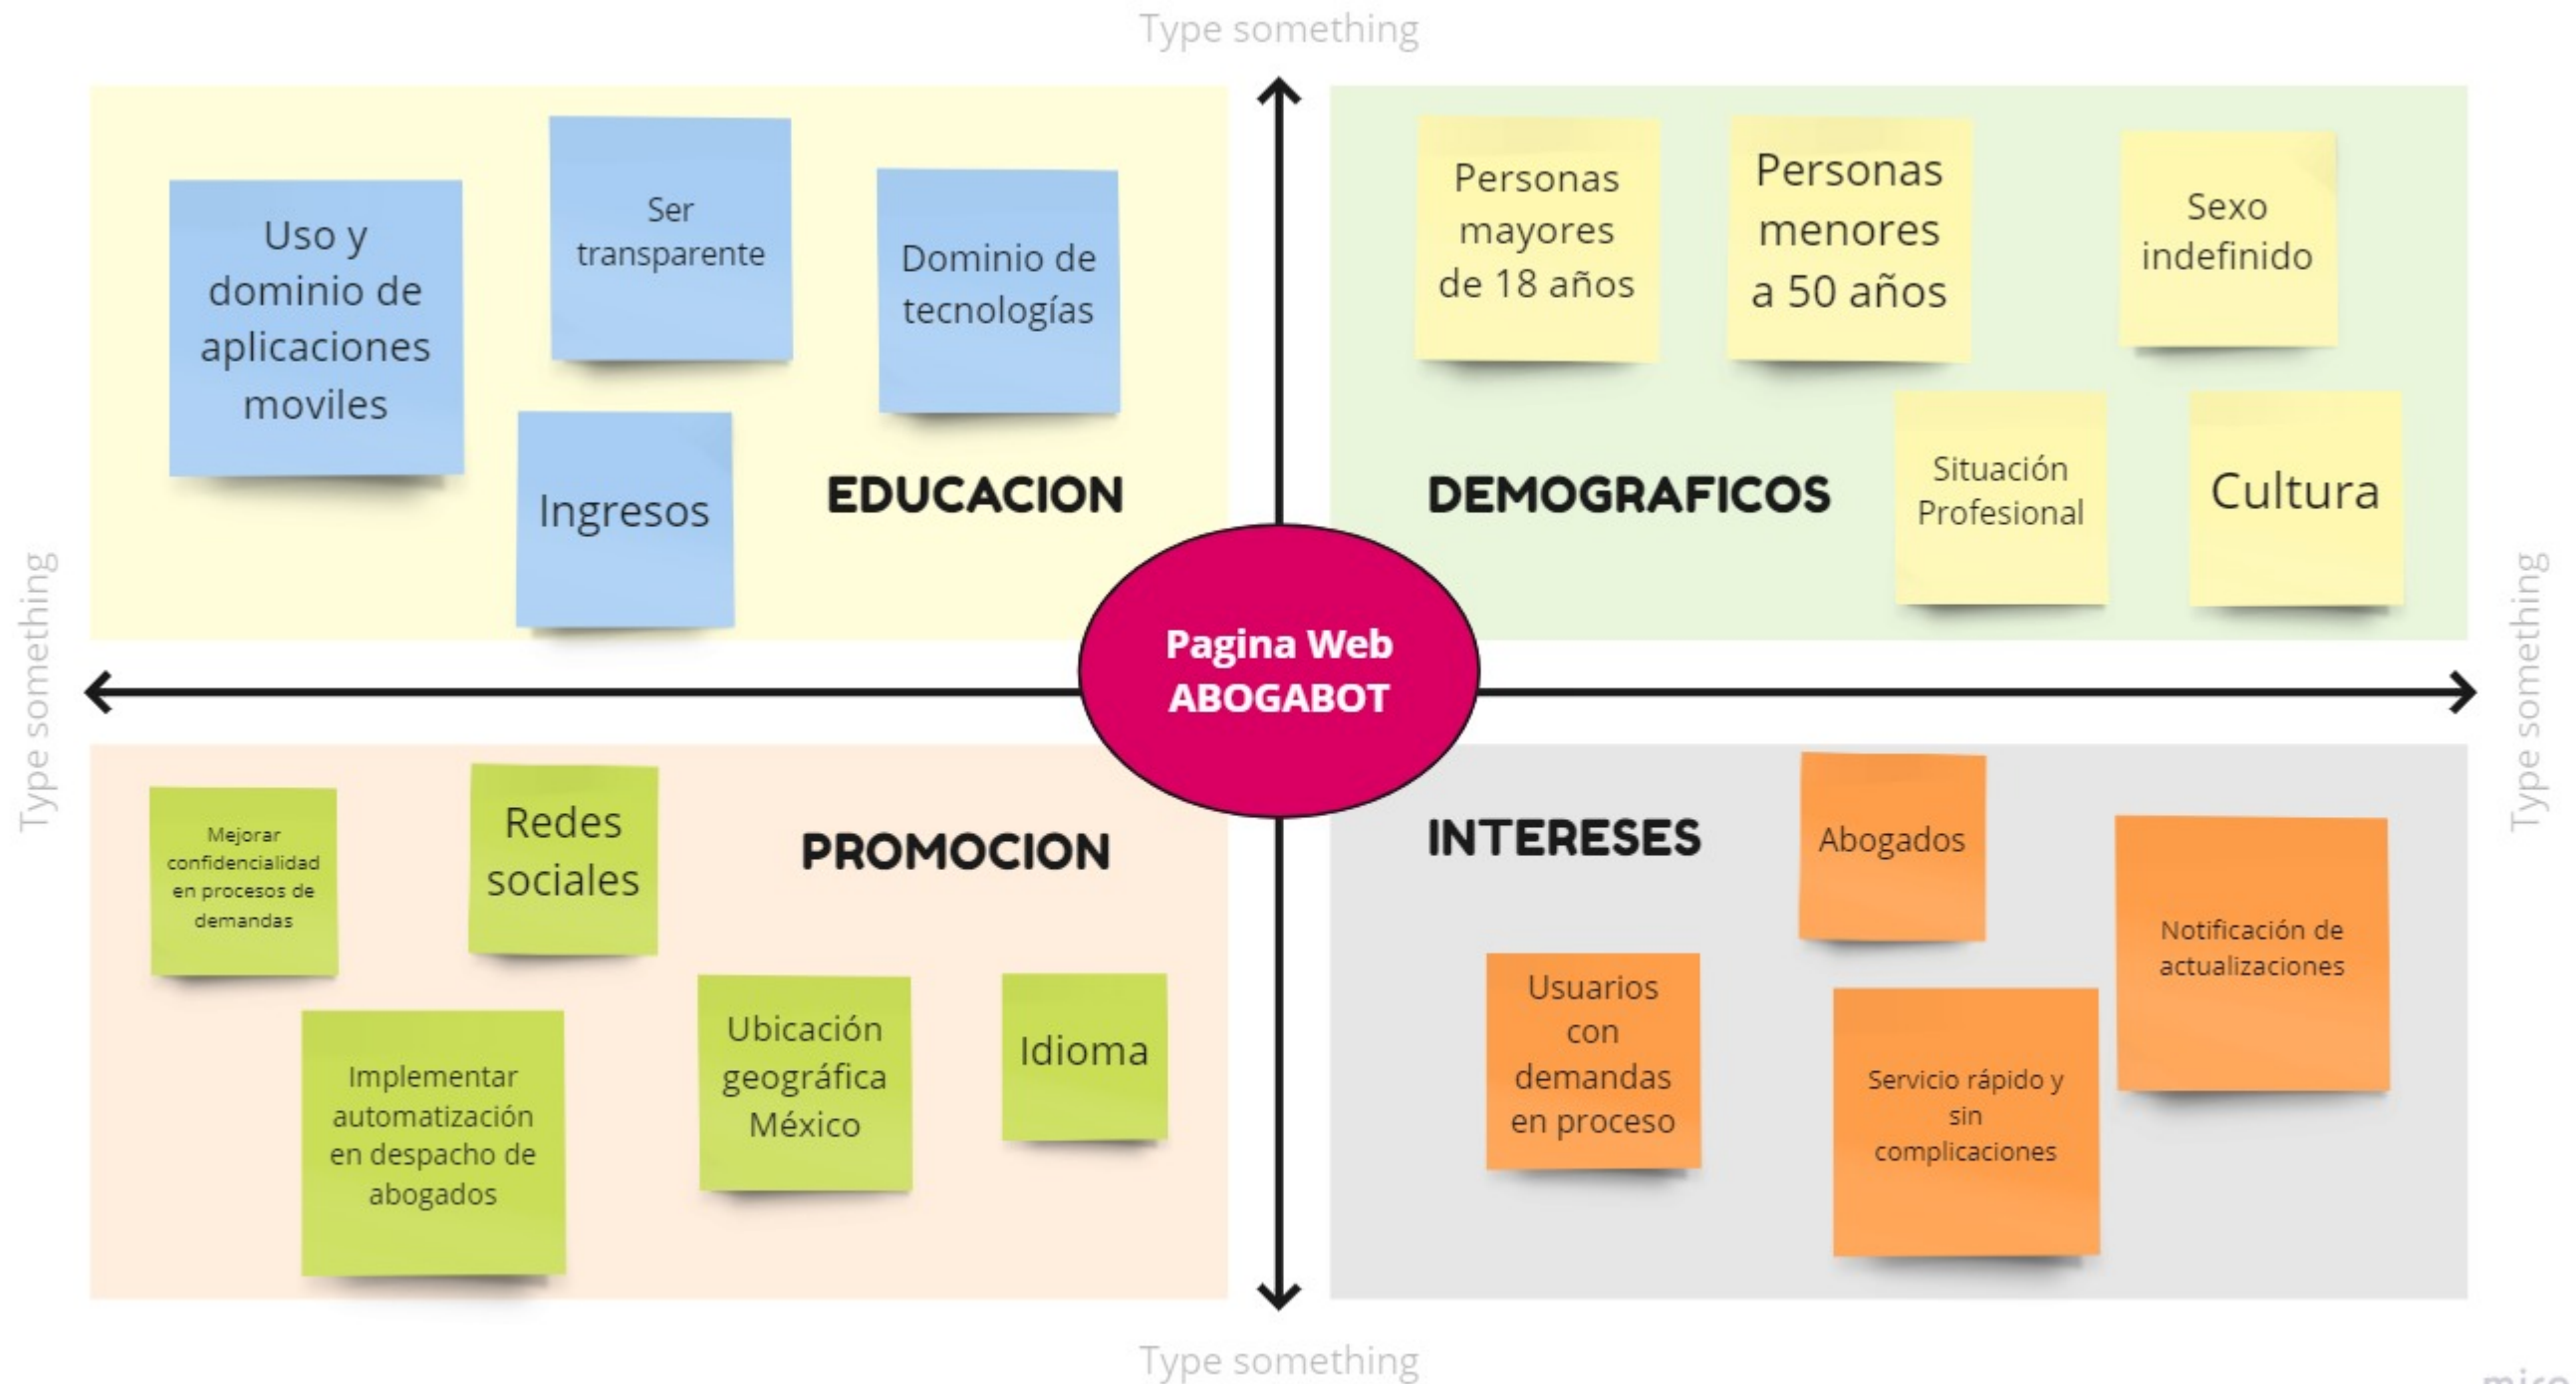 Type something
Uso y
dominio de
aplicaciones
moviles
Ser
transparente
Dominio de
tecnologías
Ingresos
EDUCACION
Personas
mayores
de 18 años
Personas
menores
a 50 años
Sexo
indefinido
DEMOGRAFICOS
Situación
Profesional
Cultura
Type something
Pagina Web
ABOGABOT
Type something
Mejorar
confidencialidad
en procesos de
demandas
Redes
sociales
PROMOCION
Implementar
automatización
en despacho de
abogados
Ubicación
geográfica
México
Idioma
INTERESES
Abogados
Notificación de
actualizaciones
Usuarios
con
demandas
en proceso
Servicio rápido y
sin
complicaciones
Type something